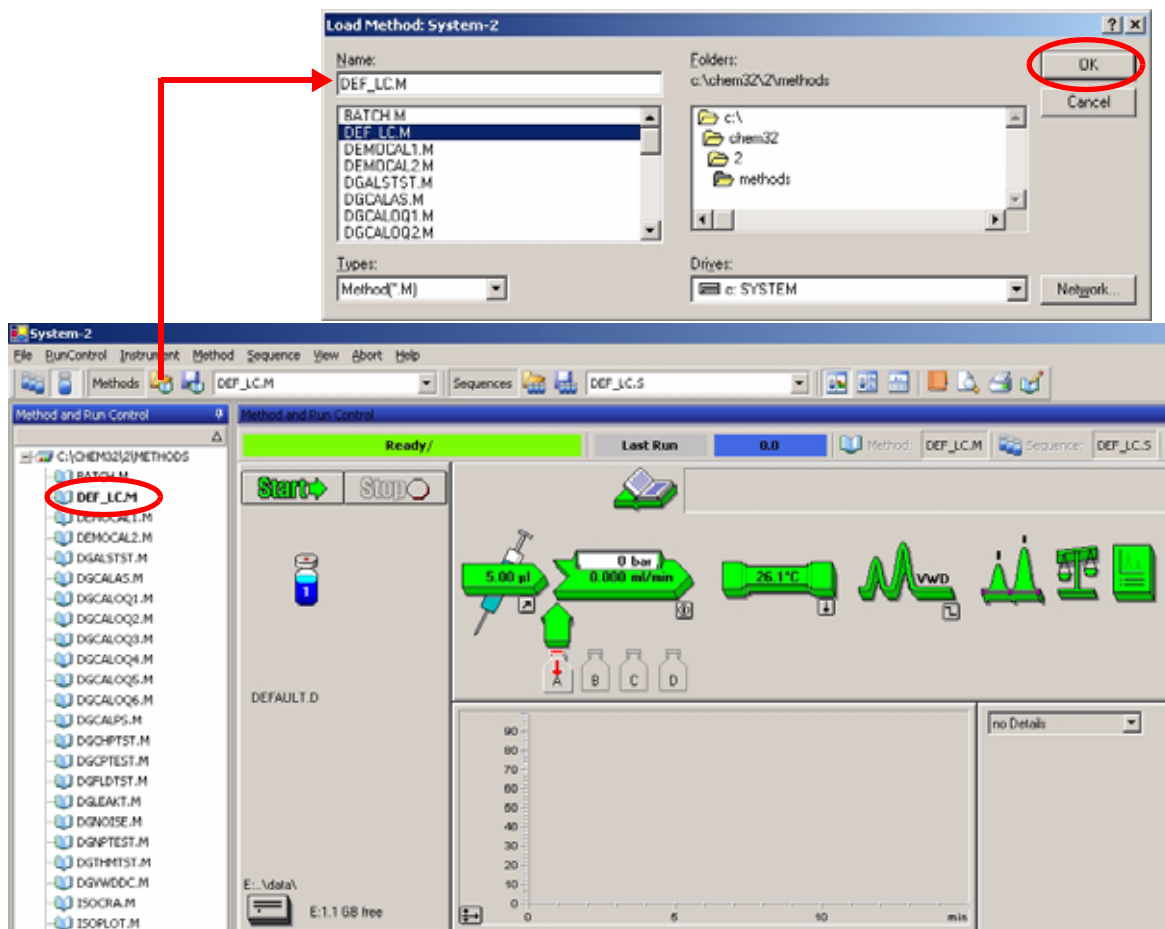 Load Method: System-2
Name:
DEF_LC.M
BATCH.M
DEF_LC.M
DEMOCAL1.M
DEMOCAL2.M
DGALSTST.M
DGCALAS.M
DGCALOQ1.M
DGCALOQ2.M
Types:
Method(*.M)
Folders:
c:\chem32\2\methods
c:\
chem32
2
methods
Drives:
c: SYSTEM
OK
Cancel
Network...
System-2
File RunControl Instrument Method Sequence View Abort Help
Methods DEF_LC.M Sequences DEF_LC.S
Method and Run Control
C:\CHEM32\2\METHODS
BATCH.M
DEF_LC.M
DEMOCAL1.M
DEMOCAL2.M
DGALSTST.M
DGCALAS.M
DGCALOQ1.M
DGCALOQ2.M
DGCALOQ3.M
DGCALOQ4.M
DGCALOQ5.M
DGCALOQ6.M
DGCALPS.M
DGCHPTST.M
DGCPTEST.M
DGFLDTST.M
DGLEAKT.M
DGNOISE.M
DGNPTEST.M
DGTHMTST.M
DGVWDDC.M
ISOCRA.M
ISOPLOT.M
Method and Run Control
Ready/ Last Run 0.0 Method: DEF_LC.M Sequence: DEF_LC.S
Start Stop
1
DEFAULT.D
E:..\data\
E:1.1 GB free
5.00 µl
0 bar
0.000 ml/min
26.1°C
VWD
A B C D
90
80
70
60
50
40
30
20
10
0
0 5 10 min
no Details